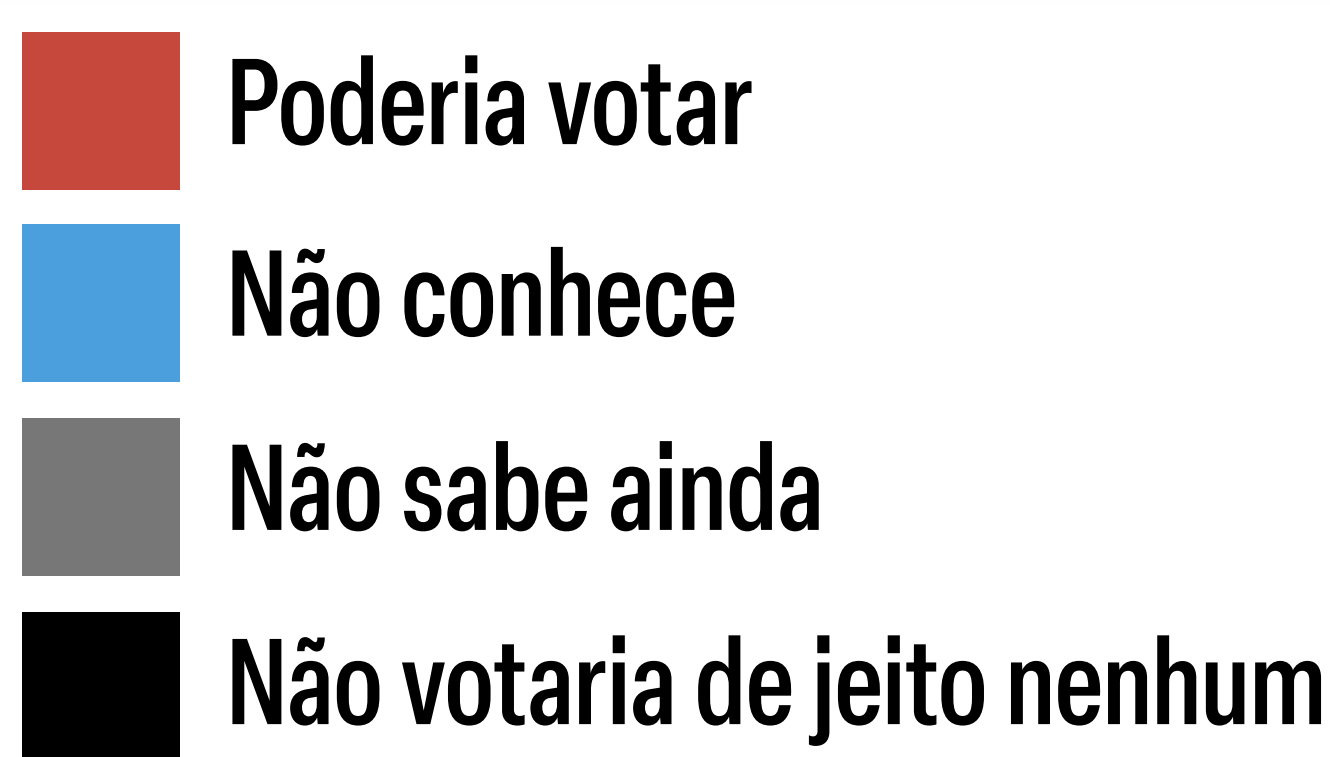 Poderia votar
Não conhece
Não sabe ainda
Não votaria de jeito nenhum